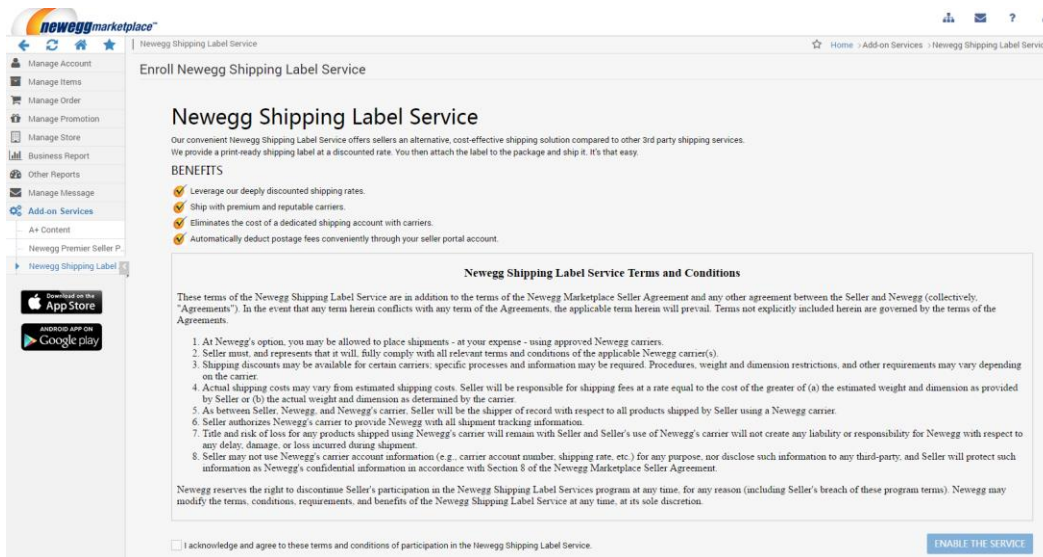 neweggmarketplace™
?
Newegg Shipping Label Service
Home > Add-on Services > Newegg Shipping Label Servic
Manage Account
Manage Items
Manage Order
Manage Promotion
Manage Store
Business Report
Other Reports
Manage Message
Add-on Services
A+ Content
Newegg Premier Seller P..
Newegg Shipping Label
Download on the
App Store
ANDROID APP ON
Google play
Enroll Newegg Shipping Label Service
Newegg Shipping Label Service
Our convenient Newegg Shipping Label Service offers sellers an alternative, cost-effective shipping solution compared to other 3rd party shipping services.
We provide a print-ready shipping label at a discounted rate. You then attach the label to the package and ship it. It's that easy.
BENEFITS
Leverage our deeply discounted shipping rates.
Ship with premium and reputable carriers.
Eliminates the cost of a dedicated shipping account with carriers.
Automatically deduct postage fees conveniently through your seller portal account.
Newegg Shipping Label Service Terms and Conditions
These terms of the Newegg Shipping Label Service are in addition to the terms of the Newegg Marketplace Seller Agreement and any other agreement between the Seller and Newegg (collectively,
"Agreements"). In the event that any term herein conflicts with any term of the Agreements, the applicable term herein will prevail. Terms not explicitly included herein are governed by the terms of the
Agreements.
1. At Newegg's option, you may be allowed to place shipments - at your expense - using approved Newegg carriers.
2. Seller must, and represents that it will, fully comply with all relevant terms and conditions of the applicable Newegg carrier(s).
3. Shipping discounts may be available for certain carriers; specific processes and information may be required. Procedures, weight and dimension restrictions, and other requirements may vary depending
on the carrier.
4. Actual shipping costs may vary from estimated shipping costs. Seller will be responsible for shipping fees at a rate equal to the cost of the greater of (a) the estimated weight and dimension as provided
by Seller or (b) the actual weight and dimension as determined by the carrier.
5. As between Seller, Newegg, and Newegg's carrier, Seller will be the shipper of record with respect to all products shipped by Seller using a Newegg carrier.
6. Seller authorizes Newegg's carrier to provide Newegg with all shipment tracking information.
7. Title and risk of loss for any products shipped using Newegg's carrier will remain with Seller and Seller's use of Newegg's carrier will not create any liability or responsibility for Newegg with respect to
any delay, damage, or loss incurred during shipment.
8. Seller may not use Newegg's carrier account information (e.g., carrier account number, shipping rate, etc.) for any purpose, nor disclose such information to any third-party, and Seller will protect such
information as Newegg's confidential information in accordance with Section 8 of the Newegg Marketplace Seller Agreement.
Newegg reserves the right to discontinue Seller's participation in the Newegg Shipping Label Services program at any time, for any reason (including Seller's breach of these program terms). Newegg may
modify the terms, conditions, requirements, and benefits of the Newegg Shipping Label Service at any time, at its sole discretion.
I acknowledge and agree to these terms and conditions of participation in the Newegg Shipping Label Service.
ENABLE THE SERVICE